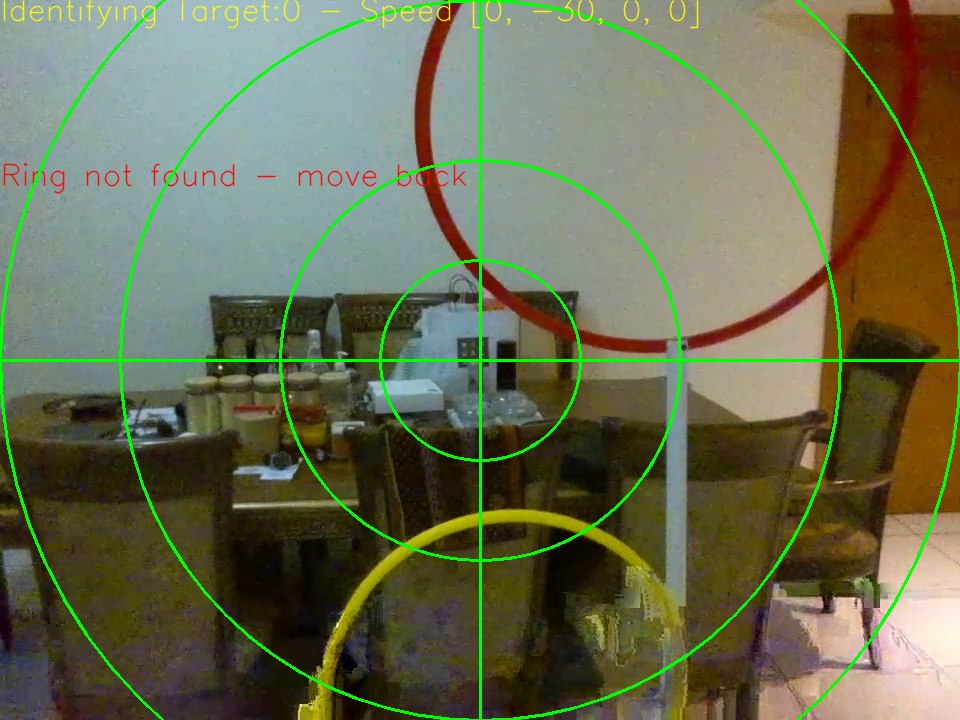 Identifying Target:0 - Speed [0, -30, 0, 0]
Ring not found - move back